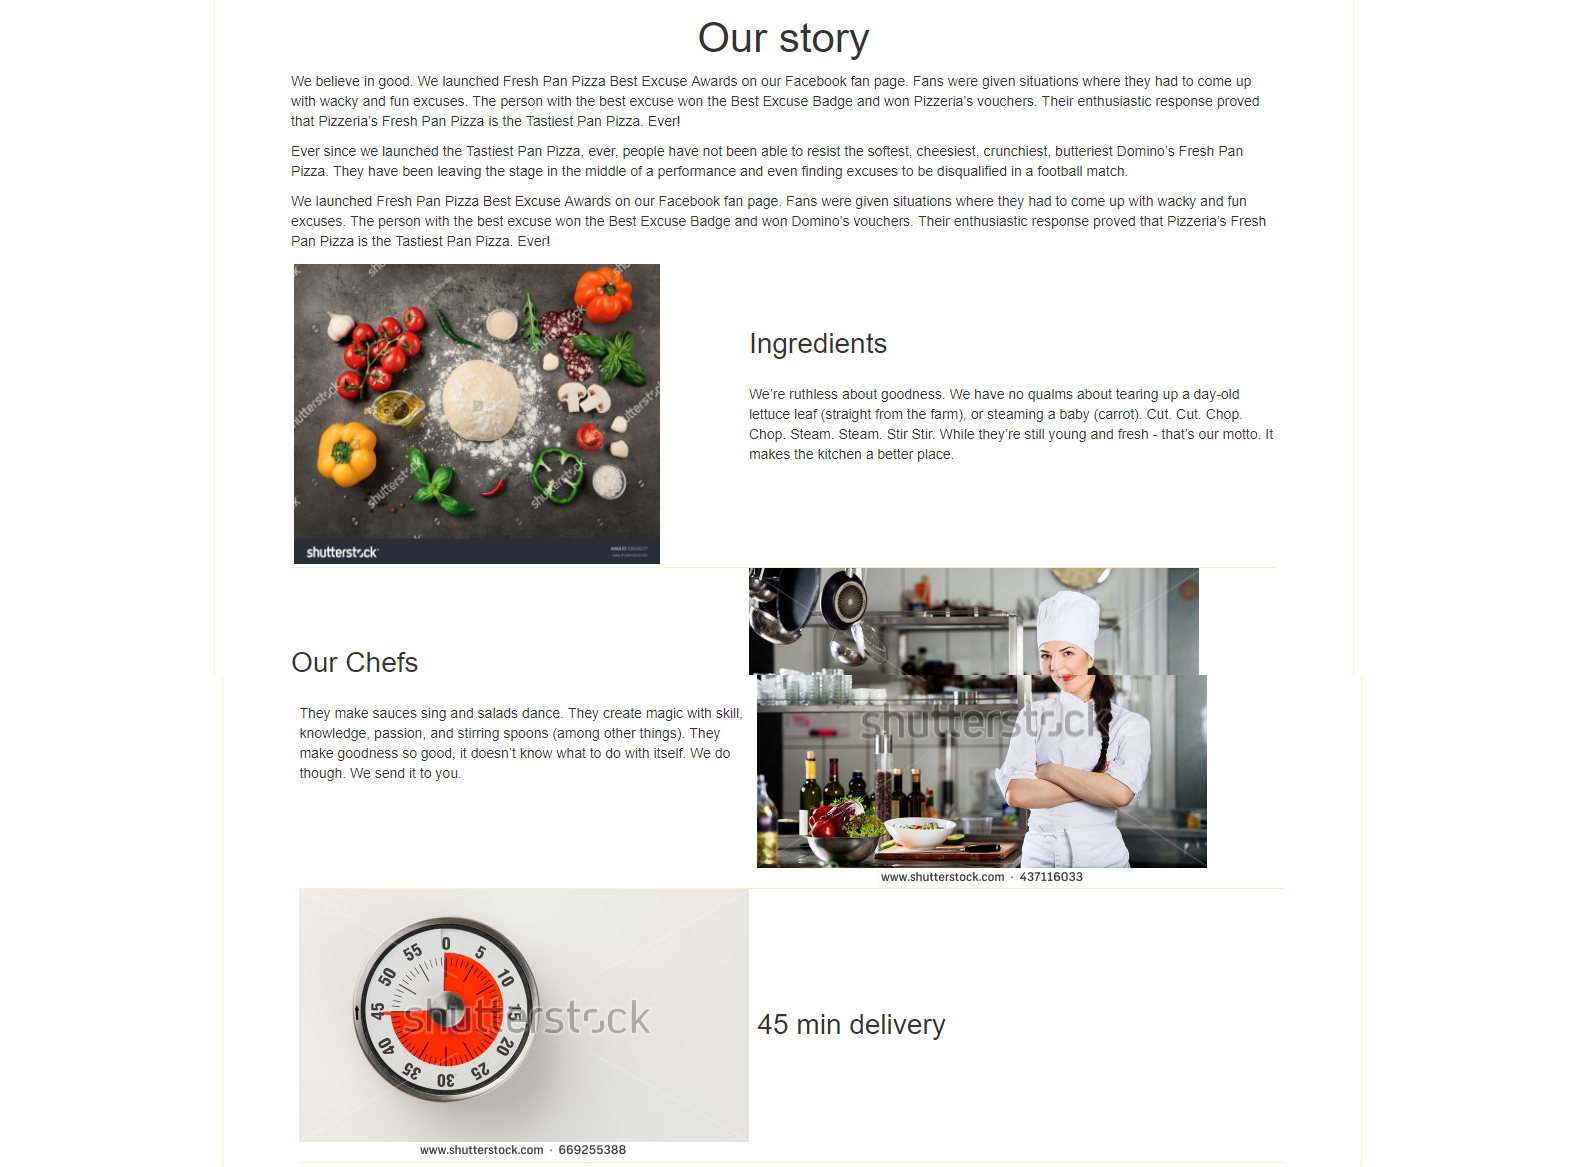 Our story
We believe in good. We launched Fresh Pan Pizza Best Excuse Awards on our Facebook fan page. Fans were given situations where they had to come up
with wacky and fun excuses. The person with the best excuse won the Best Excuse Badge and won Pizzeria’s vouchers. Their enthusiastic response proved
that Pizzeria’s Fresh Pan Pizza is the Tastiest Pan Pizza. Ever!
Ever since we launched the Tastiest Pan Pizza, ever, people have not been able to resist the softest, cheesiest, crunchiest, butteriest Domino’s Fresh Pan
Pizza. They have been leaving the stage in the middle of a performance and even finding excuses to be disqualified in a football match.
We launched Fresh Pan Pizza Best Excuse Awards on our Facebook fan page. Fans were given situations where they had to come up with wacky and fun
excuses. The person with the best excuse won the Best Excuse Badge and won Domino’s vouchers. Their enthusiastic response proved that Pizzeria’s Fresh
Pan Pizza is the Tastiest Pan Pizza. Ever!
shutterstock
Ingredients
We’re ruthless about goodness. We have no qualms about tearing up a day-old
lettuce leaf (straight from the farm), or steaming a baby (carrot). Cut. Cut. Chop.
Chop. Steam. Steam. Stir Stir. While they’re still young and fresh - that’s our motto. It
makes the kitchen a better place.
Our Chefs
They make sauces sing and salads dance. They create magic with skill,
knowledge, passion, and stirring spoons (among other things). They
make goodness so good, it doesn’t know what to do with itself. We do
though. We send it to you.
shutterstock
www.shutterstock.com · 437116033
0
5
10
15
20
25
30
35
40
45
50
55
shutterstock
www.shutterstock.com · 669255388
45 min delivery